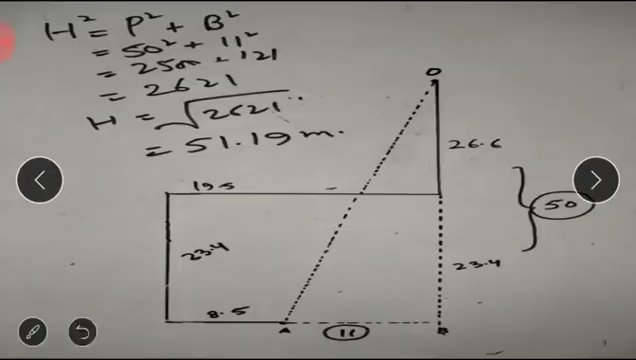 H² = P² + B²
= 50² + 11²
= 2500 + 121
= 2621
H = √2621
= 51.19 m.
O
26.6
19.5
50
23.4
23.4
8.5
A
11
B